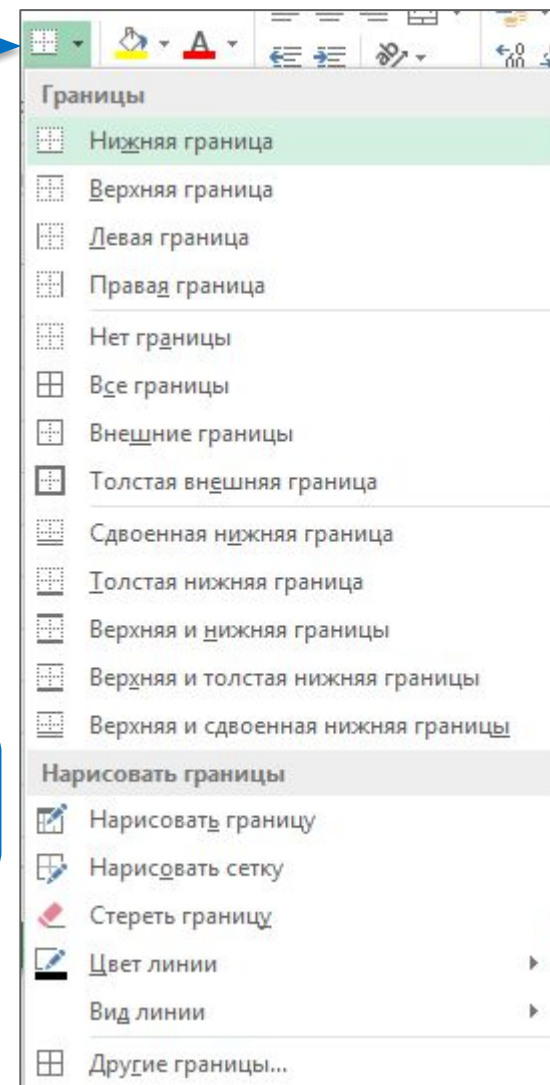 Границы
Нижняя граница
Верхняя граница
Левая граница
Правая граница
Нет границы
Все границы
Внешние границы
Толстая внешняя граница
Сдвоенная нижняя граница
Толстая нижняя граница
Верхняя и нижняя границы
Верхняя и толстая нижняя границы
Верхняя и сдвоенная нижняя границы
Нарисовать границы
Нарисовать границу
Нарисовать сетку
Стереть границу
Цвет линии
Вид линии
Другие границы...